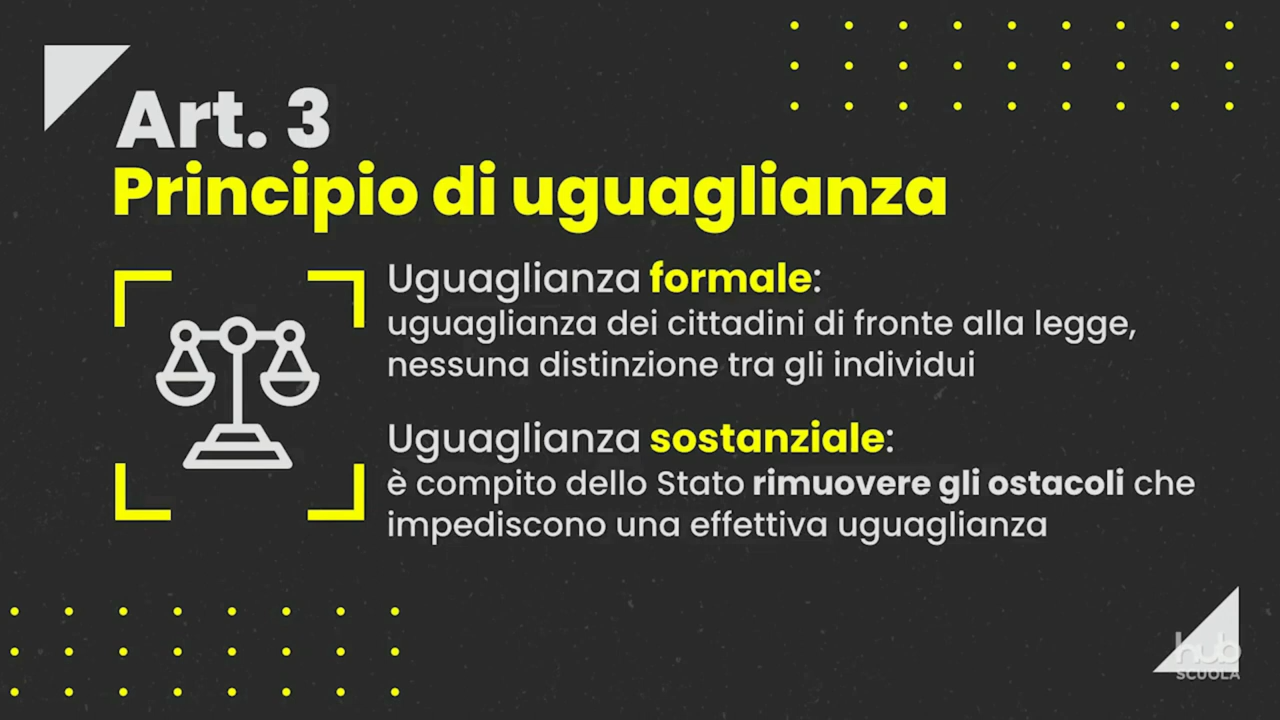 Art. 3
Principio di uguaglianza
Uguaglianza formale:
uguaglianza dei cittadini di fronte alla legge,
nessuna distinzione tra gli individui
Uguaglianza sostanziale:
è compito dello Stato rimuovere gli ostacoli che
impediscono una effettiva uguaglianza
hub
SCUOLA